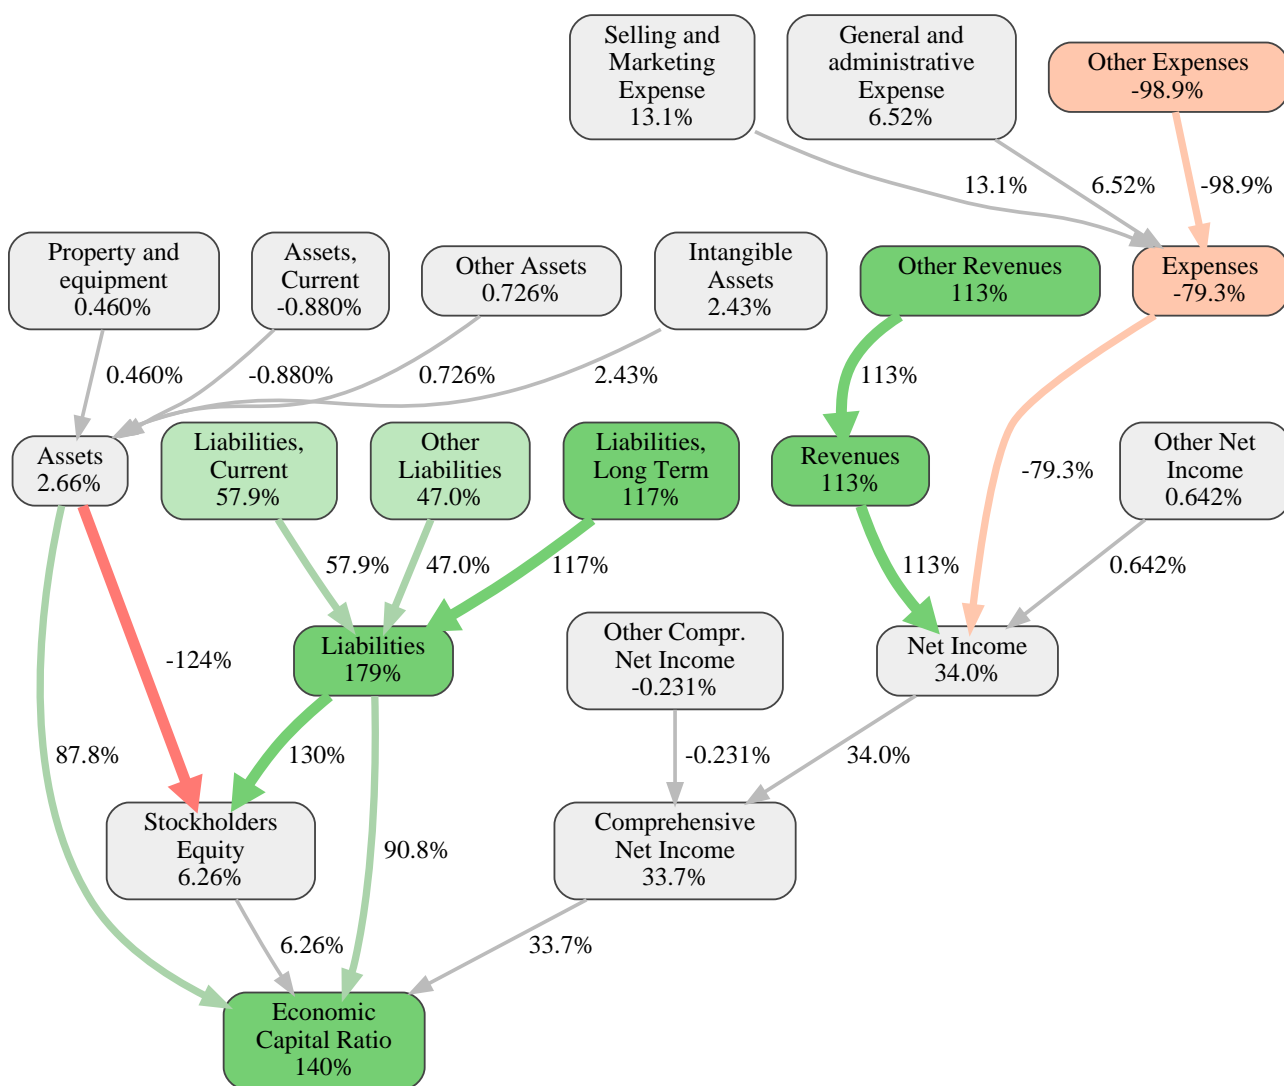 Selling and
Marketing
Expense
13.1%
General and
administrative
Expense
6.52%
Other Expenses
-98.9%
13.1%
6.52%
-98.9%
Property and
equipment
0.460%
Assets,
Current
-0.880%
Other Assets
0.726%
Intangible
Assets
2.43%
Other Revenues
113%
Expenses
-79.3%
0.460%
-0.880%
0.726%
2.43%
113%
-79.3%
Assets
2.66%
Liabilities,
Current
57.9%
Other
Liabilities
47.0%
Liabilities,
Long Term
117%
Revenues
113%
Other Net
Income
0.642%
57.9%
47.0%
117%
113%
0.642%
-124%
Liabilities
179%
Other Compr.
Net Income
-0.231%
Net Income
34.0%
87.8%
130%
-0.231%
34.0%
Stockholders
Equity
6.26%
90.8%
Comprehensive
Net Income
33.7%
6.26%
33.7%
Economic
Capital Ratio
140%